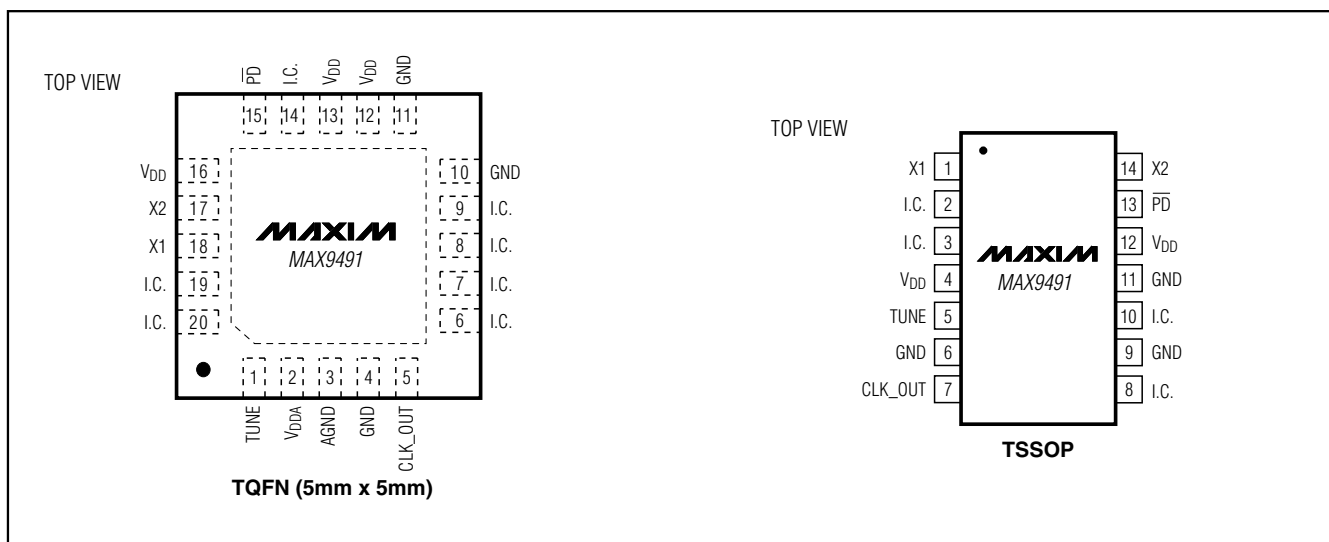 TOP VIEW
P̅D̅ I.C. VDD VDD GND
15 14 13 12 11
VDD 16
X2 17
X1 18
I.C. 19
I.C. 20
10 GND
9 I.C.
8 I.C.
7 I.C.
6 I.C.
MAXIM
MAX9491
1 2 3 4 5
TUNE VDDA AGND GND CLK_OUT
TQFN (5mm x 5mm)
TOP VIEW
X1 1
I.C. 2
I.C. 3
VDD 4
TUNE 5
GND 6
CLK_OUT 7
14 X2
13 P̅D̅
12 VDD
11 GND
10 I.C.
9 GND
8 I.C.
MAXIM
MAX9491
TSSOP